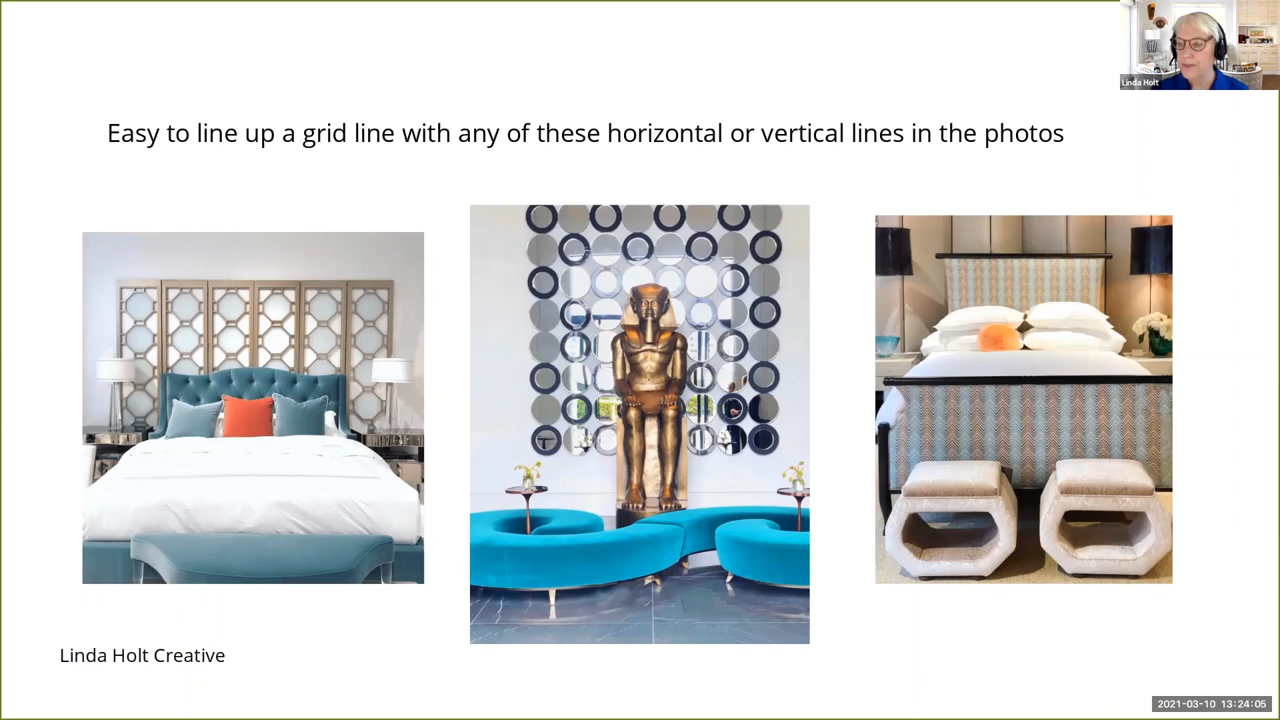 Linda Holt
Easy to line up a grid line with any of these horizontal or vertical lines in the photos
Linda Holt Creative
2021-03-10 13:24:05